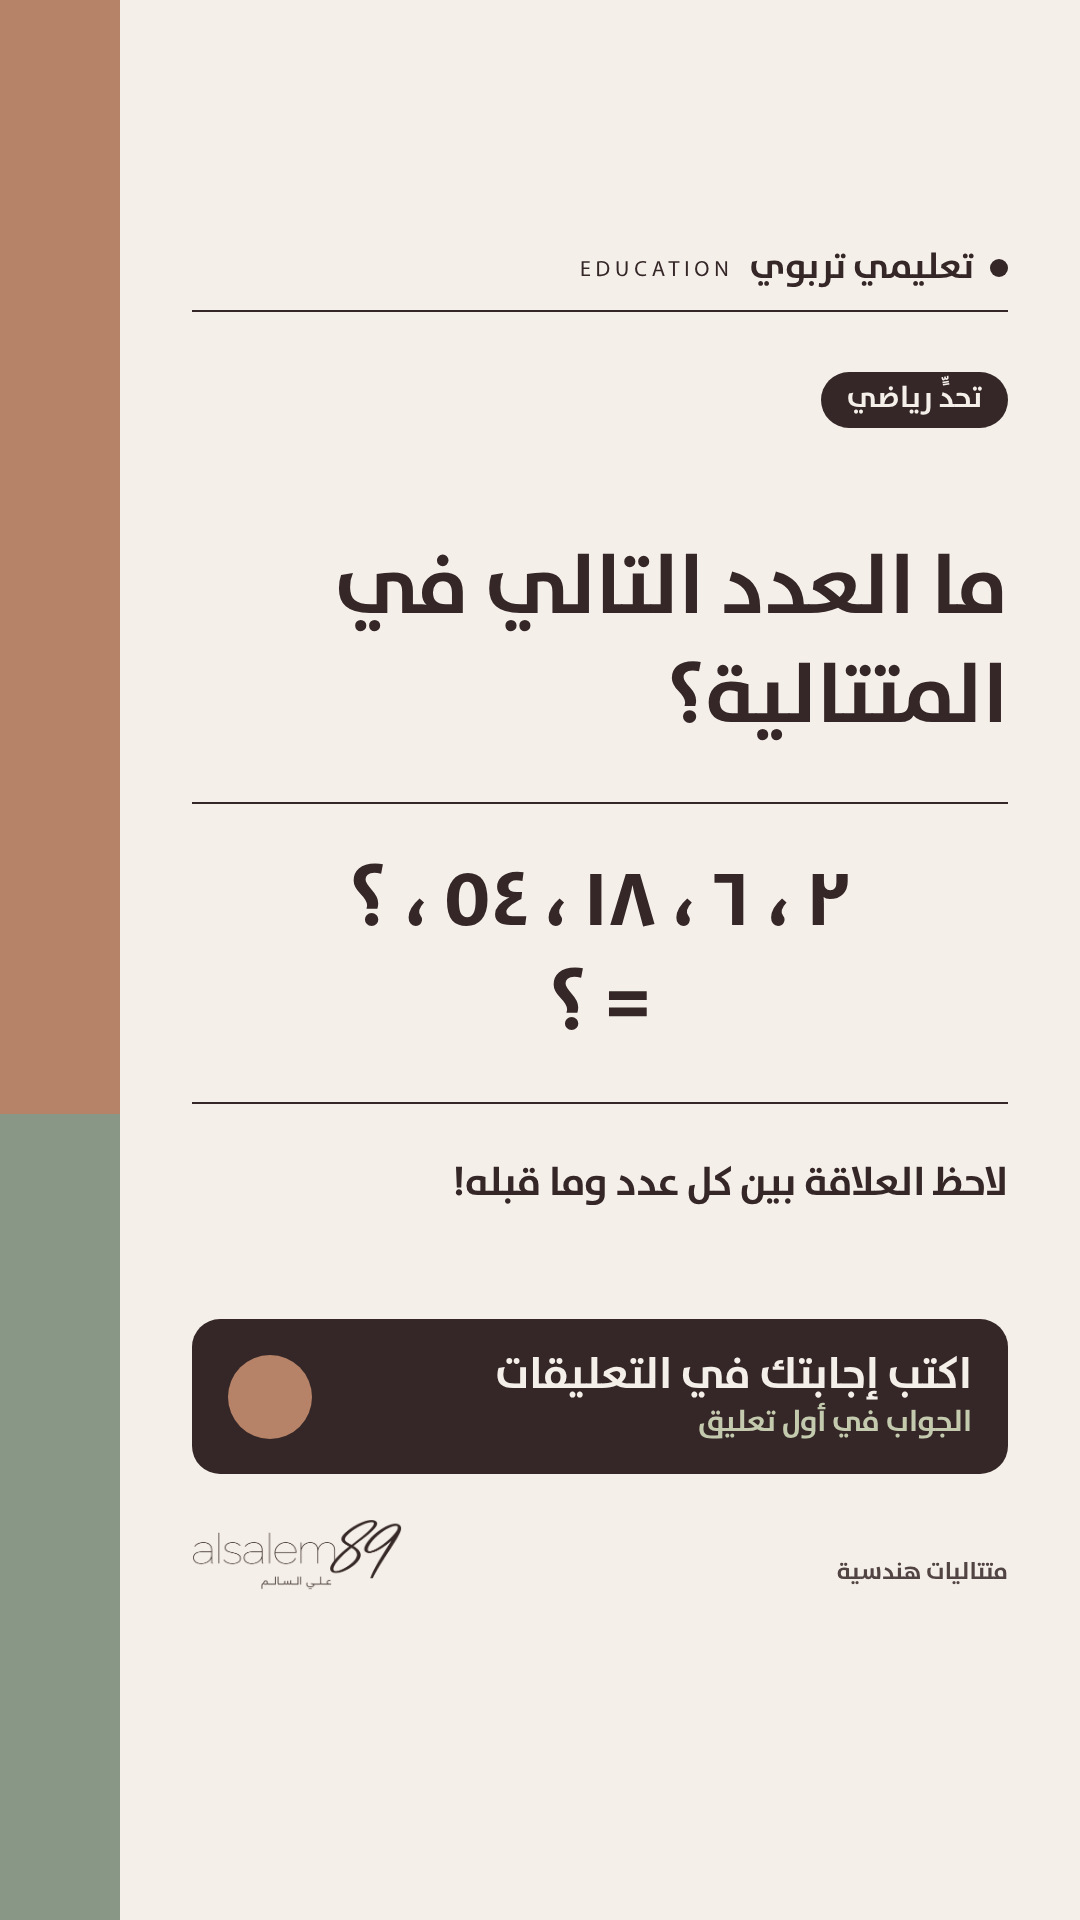 تعليمي تربوي EDUCATION
تحدٍّ رياضي
ما العدد التالي في
المتتالية؟
٢ ، ٦ ، ١٨ ، ٥٤ ، ؟
= ؟
لاحظ العلاقة بين كل عدد وما قبله!
اكتب إجابتك في التعليقات
الجواب في أول تعليق
متتاليات هندسية
alsalem89
علي السالم